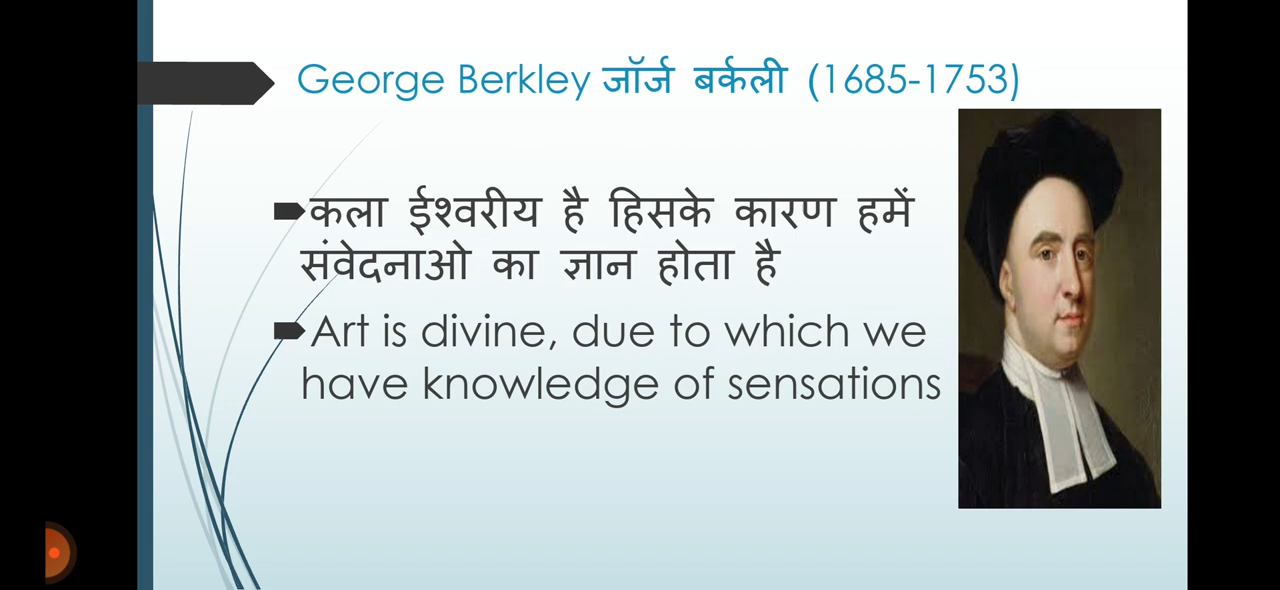 George Berkley जॉर्ज बर्कली (1685-1753)
कला ईश्वरीय है हिसके कारण हमें
संवेदनाओ का ज्ञान होता है
Art is divine, due to which we
have knowledge of sensations